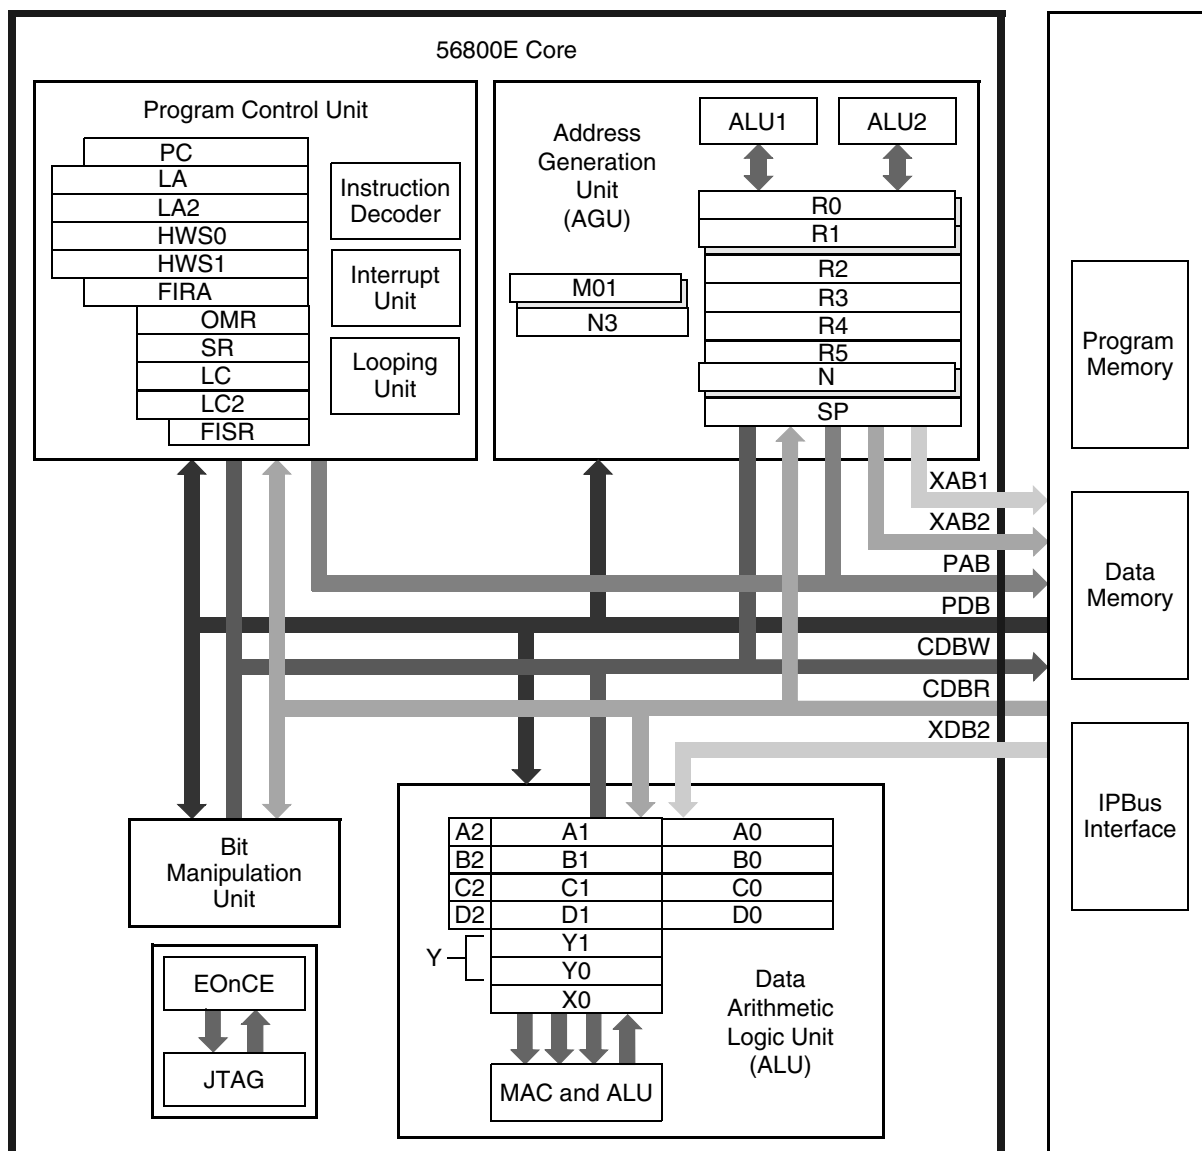 56800E Core
Program Control Unit
PC
LA
LA2
HWS0
HWS1
FIRA
OMR
SR
LC
LC2
FISR
Instruction
Decoder
Interrupt
Unit
Looping
Unit
Address
Generation
Unit
(AGU)
ALU1
ALU2
R0
R1
R2
R3
R4
R5
N
SP
M01
N3
XAB1
XAB2
PAB
PDB
CDBW
CDBR
XDB2
Program
Memory
Data
Memory
IPBus
Interface
Bit
Manipulation
Unit
EOnCE
JTAG
A2 A1 A0
B2 B1 B0
C2 C1 C0
D2 D1 D0
Y
Y1
Y0
X0
MAC and ALU
Data
Arithmetic
Logic Unit
(ALU)